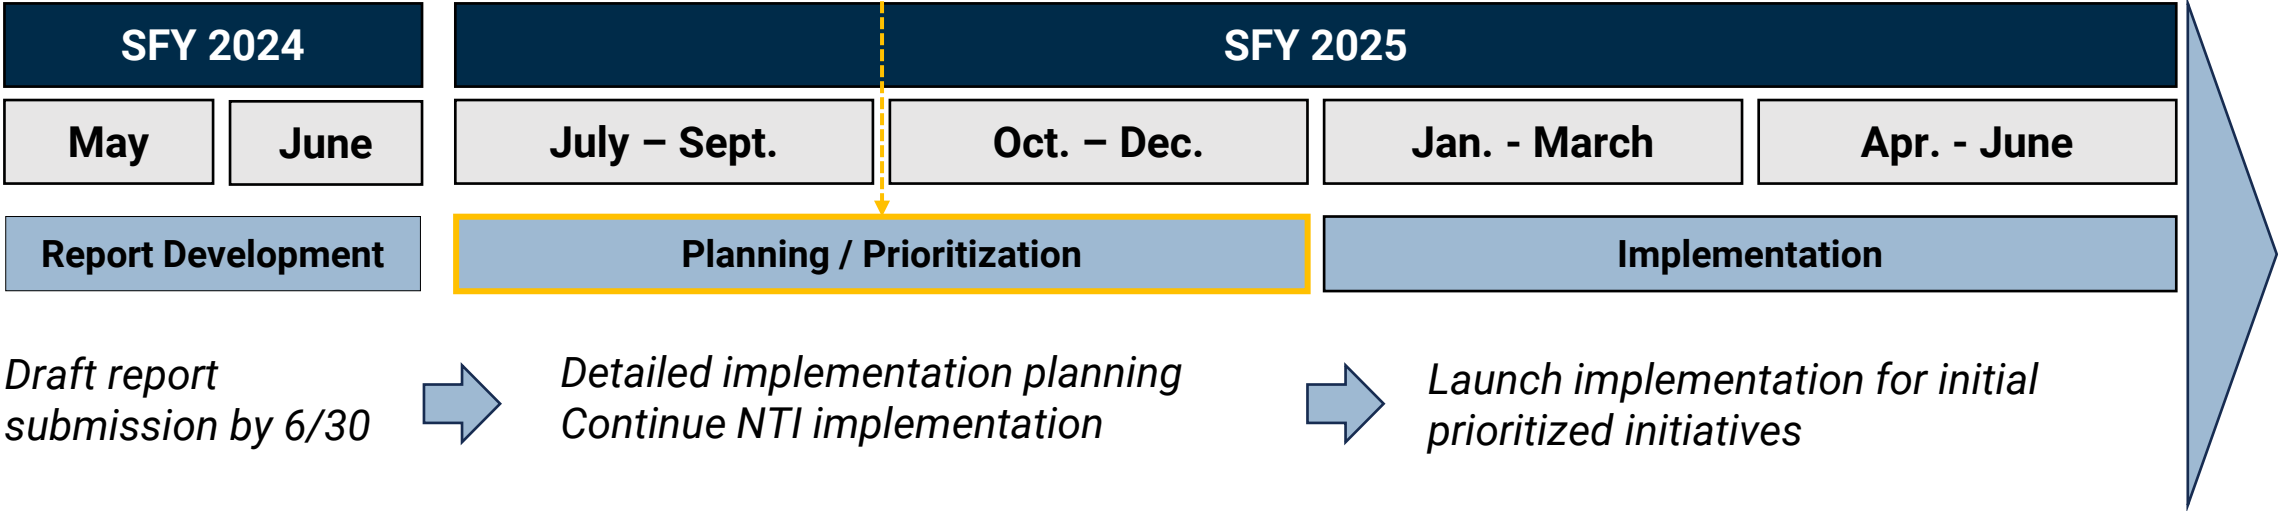 SFY 2024
SFY 2025
May
June
July – Sept.
Oct. – Dec.
Jan. - March
Apr. - June
Report Development
Planning / Prioritization
Implementation
Draft report
submission by 6/30
Detailed implementation planning
Continue NTI implementation
Launch implementation for initial
prioritized initiatives